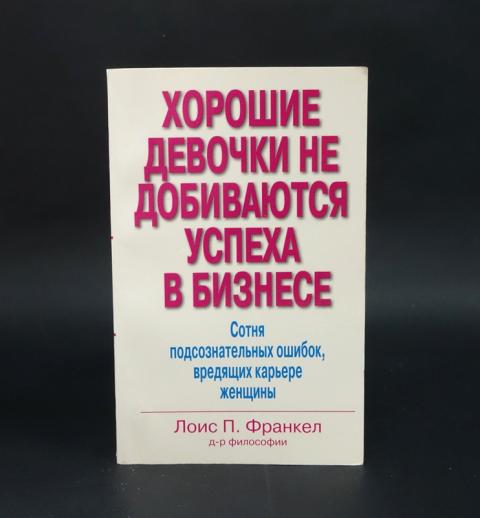 ХОРОШИЕ
ДЕВОЧКИ НЕ
ДОБИВАЮТСЯ
УСПЕХА
В БИЗНЕСЕ
Сотня
подсознательных ошибок,
вредящих карьере
женщины
Лоис П. Франкел
д-р философии